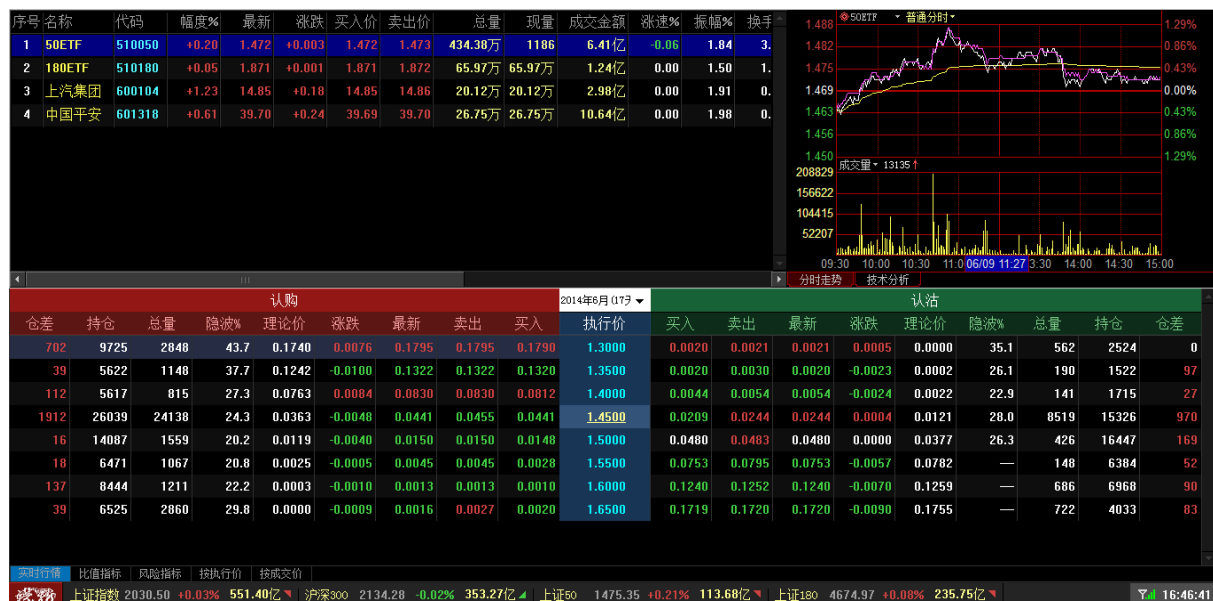 序号 名称 代码 幅度% 最新 涨跌 买入价 卖出价 总量 现量 成交金额 涨速% 振幅% 换手
1 50ETF 510050 +0.20 1.472 +0.003 1.472 1.473 434.38万 1186 6.41亿 -0.06 1.84 3.
2 180ETF 510180 +0.05 1.871 +0.001 1.871 1.872 65.97万 65.97万 1.24亿 0.00 1.50 1.
3 上汽集团 600104 +1.23 14.85 +0.18 14.85 14.86 20.12万 20.12万 2.98亿 0.00 1.91 0.
4 中国平安 601318 +0.61 39.70 +0.24 39.69 39.70 26.75万 26.75万 10.64亿 0.00 1.98 0.
50ETF 普通分时
1.488 1.29%
1.482 0.86%
1.475 0.43%
1.469 0.00%
1.463 0.43%
1.456 0.86%
1.450 1.29%
成交量 13135↑
208829
156622
104415
52207
09:30 10:00 10:30 11:0 06/09 11:27 3:30 14:00 14:30 15:00
分时走势 技术分析
认购 2014年6月(17 认沽
仓差 持仓 总量 隐波% 理论价 涨跌 最新 卖出 买入 执行价 买入 卖出 最新 涨跌 理论价 隐波% 总量 持仓 仓差
702 9725 2848 43.7 0.1740 0.0076 0.1795 0.1795 0.1790 1.3000 0.0020 0.0021 0.0021 0.0005 0.0000 35.1 562 2524 0
39 5622 1148 37.7 0.1242 -0.0100 0.1322 0.1322 0.1320 1.3500 0.0020 0.0030 0.0020 -0.0023 0.0002 26.1 190 1522 97
112 5617 815 27.3 0.0763 0.0084 0.0830 0.0830 0.0812 1.4000 0.0044 0.0054 0.0054 -0.0024 0.0022 22.9 141 1715 27
1912 26039 24138 24.3 0.0363 -0.0048 0.0441 0.0455 0.0441 1.4500 0.0209 0.0244 0.0244 0.0004 0.0121 28.0 8519 15326 970
16 14087 1559 20.2 0.0119 -0.0040 0.0150 0.0150 0.0148 1.5000 0.0480 0.0483 0.0480 0.0000 0.0377 26.3 426 16447 169
18 6471 1067 20.8 0.0025 -0.0005 0.0045 0.0045 0.0028 1.5500 0.0753 0.0795 0.0753 -0.0057 0.0782 — 148 6384 52
137 8444 1211 22.2 0.0003 -0.0010 0.0013 0.0013 0.0010 1.6000 0.1240 0.1252 0.1240 -0.0070 0.1259 — 686 6968 90
39 6525 2860 29.8 0.0000 -0.0009 0.0016 0.0027 0.0020 1.6500 0.1719 0.1720 0.1720 -0.0090 0.1755 — 722 4033 83
实时行情 比值指标 风险指标 按执行价 按成交价
上证指数 2030.50 +0.03% 551.40亿 沪深300 2134.28 -0.02% 353.27亿 上证50 1475.35 +0.21% 113.68亿 上证180 4674.97 +0.08% 235.75亿 16:46:41